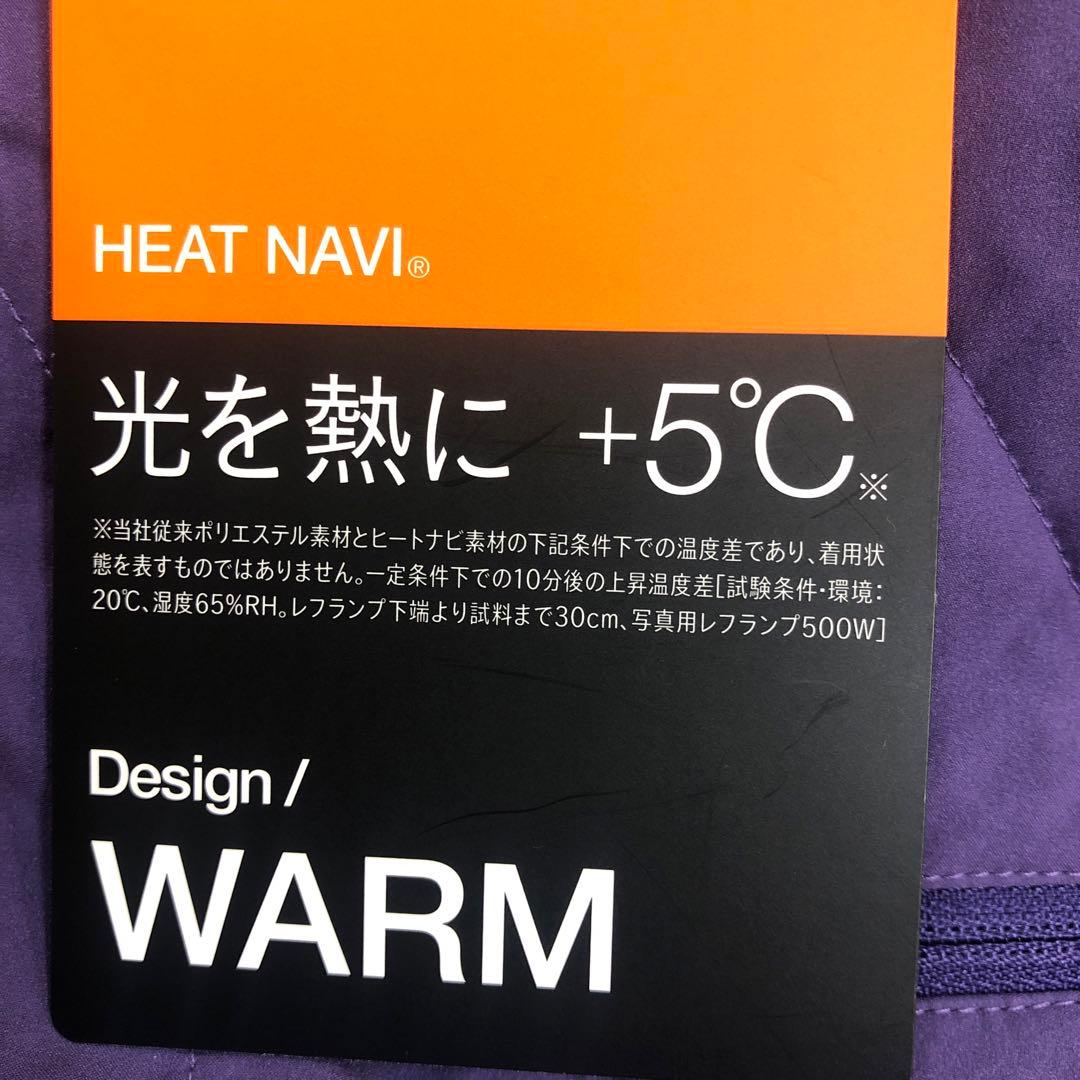 HEAT NAVI®
光を熱に +5℃※
※当社従来ポリエステル素材とヒートナビ素材の下記条件下での温度差であり、着用状
態を表すものではありません。一定条件下での10分後の上昇温度差[試験条件・環境:
20℃、湿度65%RH。レフランプ下端より試料まで30cm、写真用レフランプ500W]
Design /
WARM